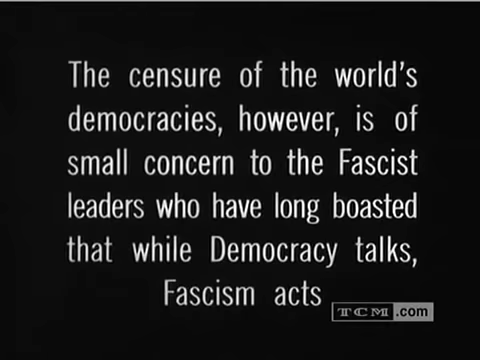 The censure of the world's
democracies, however, is of
small concern to the Fascist
leaders who have long boasted
that while Democracy talks,
Fascism acts
TCM.com